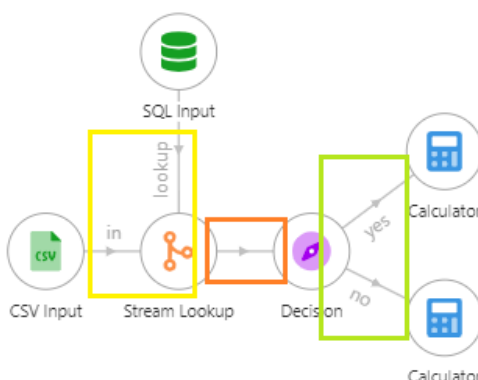 SQL Input
lookup
in
CSV
CSV Input
Stream Lookup
Decision
yes
no
Calculator
Calculator